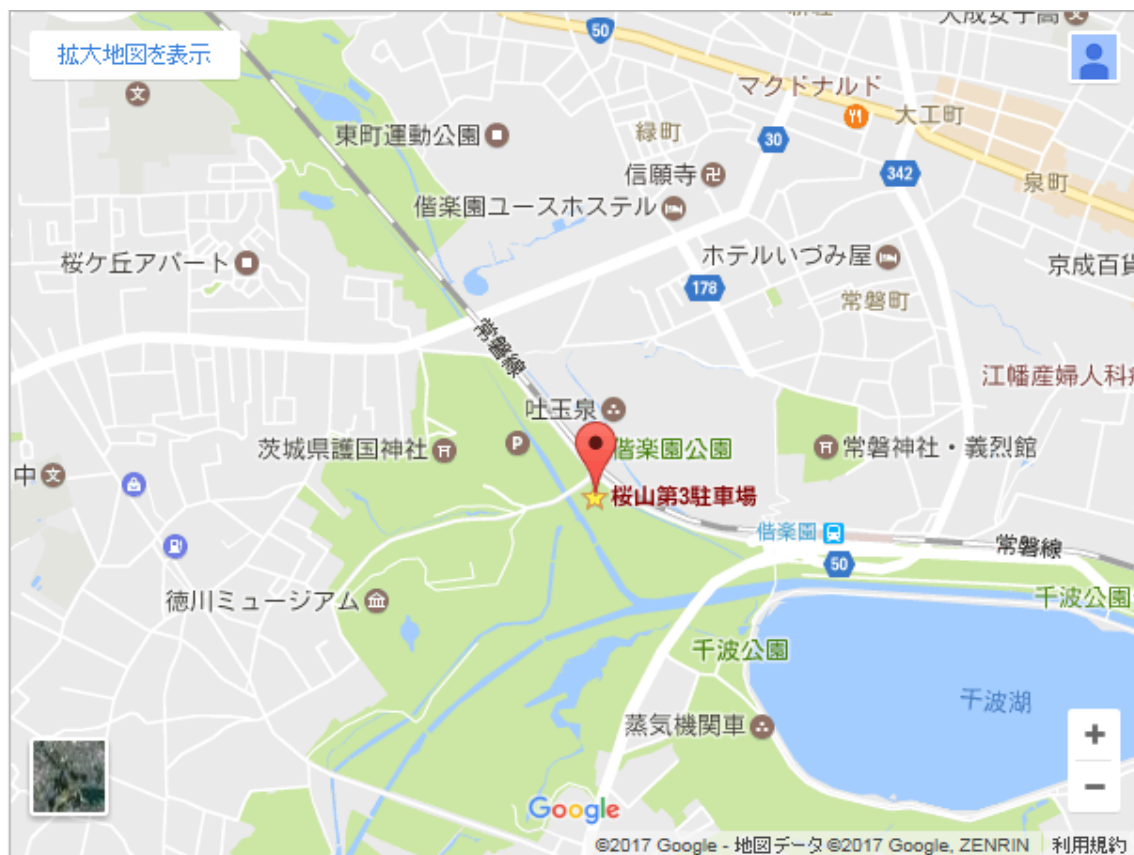 拡大地図を表示
50
大成女子高
マクドナルド
大工町
東町運動公園
緑町
30
信願寺
342
泉町
偕楽園ユースホステル
桜ケ丘アパート
ホテルいづみ屋
京成百貨
178
常磐町
常磐線
江幡産婦人科病
吐玉泉
P
偕楽園公園
茨城県護国神社
常磐神社・義烈館
中
桜山第3駐車場
偕楽園
常磐線
50
徳川ミュージアム
千波公園
千波公園
千波湖
蒸気機関車
+
−
Google
©2017 Google - 地図データ ©2017 Google, ZENRIN
利用規約